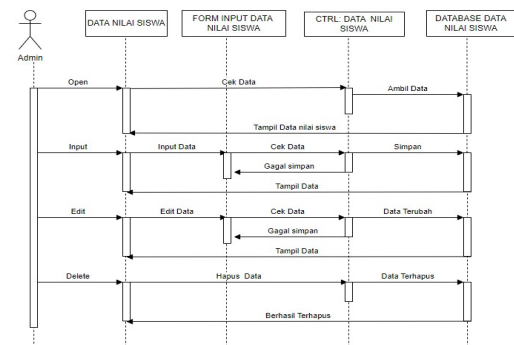 DATA NILAI SISWA
FORM INPUT DATA
NILAI SISWA
CTRL: DATA NILAI
SISWA
DATABASE DATA
NILAI SISWA
Admin
Open
Cek Data
Ambil Data
Tampil Data nilai siswa
Input
Input Data
Cek Data
Simpan
Gagal simpan
Tampil Data
Edit
Edit Data
Cek Data
Data Terubah
Gagal simpan
Tampil Data
Delete
Hapus Data
Data Terhapus
Berhasil Terhapus